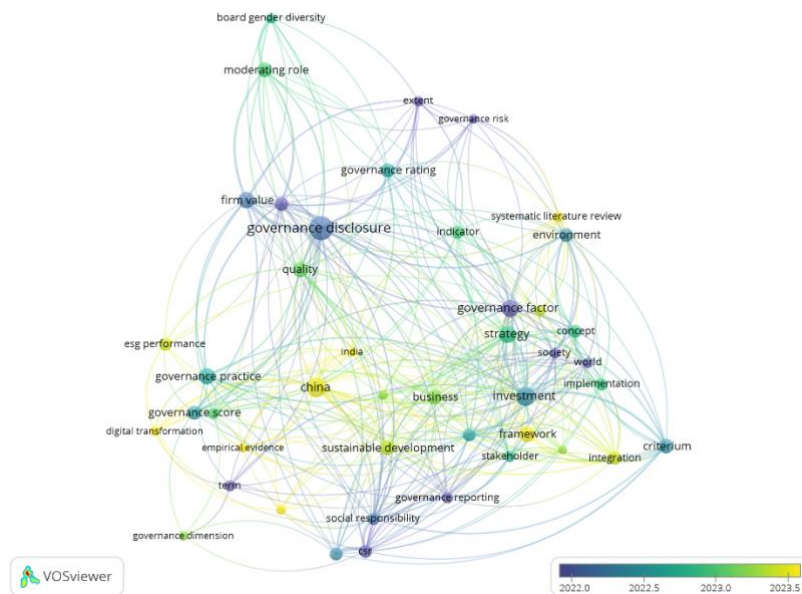 board gender diversity
moderating role
extent
governance risk
governance rating
firm value
systematic literature review
governance disclosure
indicator
environment
quality
governance factor
strategy
concept
esg performance
india
society
world
governance practice
china
implementation
business
investment
governance score
digital transformation
framework
empirical evidence
sustainable development
criterium
stakeholder
integration
term
governance reporting
social responsibility
governance dimension
csr
VOSviewer
2022.0 2022.5 2023.0 2023.5